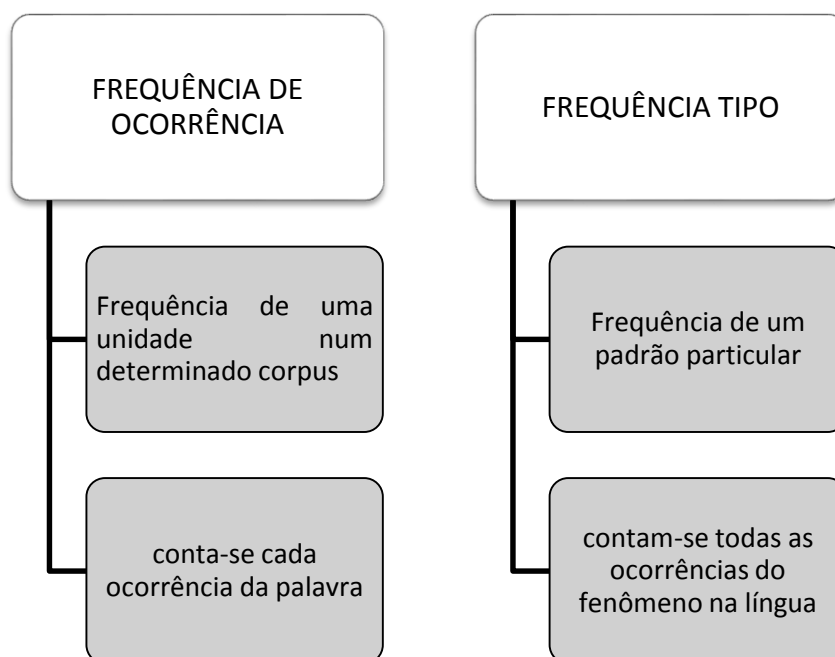 FREQUÊNCIA DE
OCORRÊNCIA
Frequência de uma
unidade num
determinado corpus
conta-se cada
ocorrência da palavra
FREQUÊNCIA TIPO
Frequência de um
padrão particular
contam-se todas as
ocorrências do
fenômeno na língua